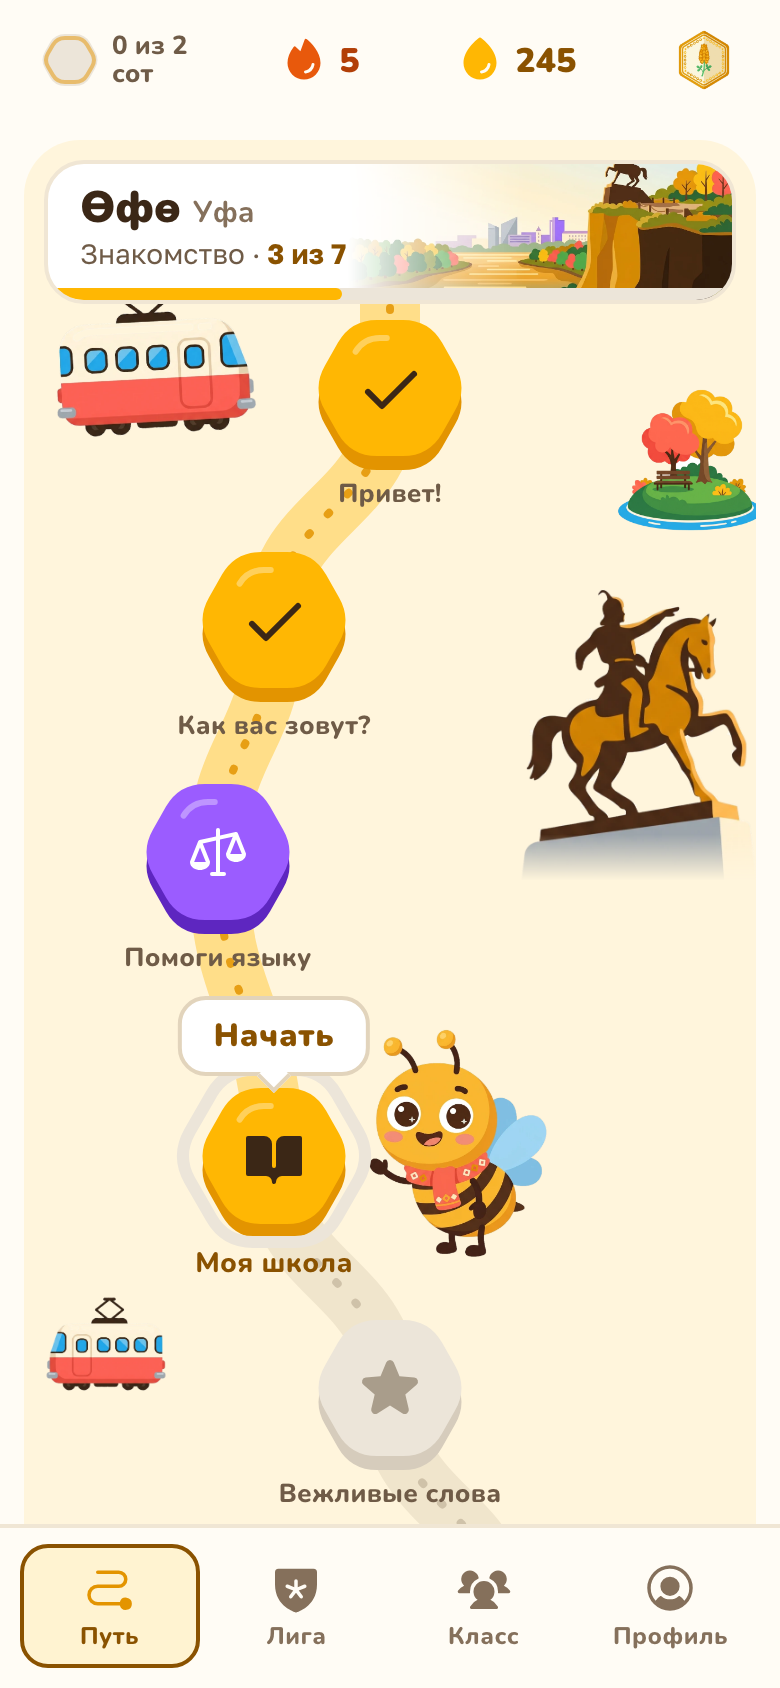 0 из 2
сот
5
245
Өфө Уфа
Знакомство · 3 из 7
Привет!
Как вас зовут?
Помоги языку
Начать
Моя школа
Вежливые слова
Путь
Лига
Класс
Профиль